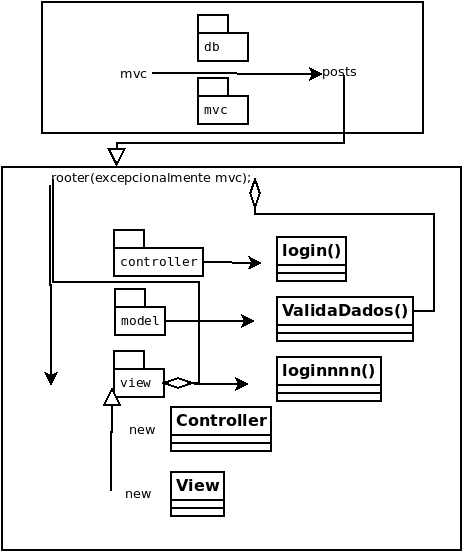 db
mvc
posts
mvc
rooter(excepcionalmente mvc);
controller
login()
model
ValidaDados()
view
loginnnn()
new
Controller
new
View